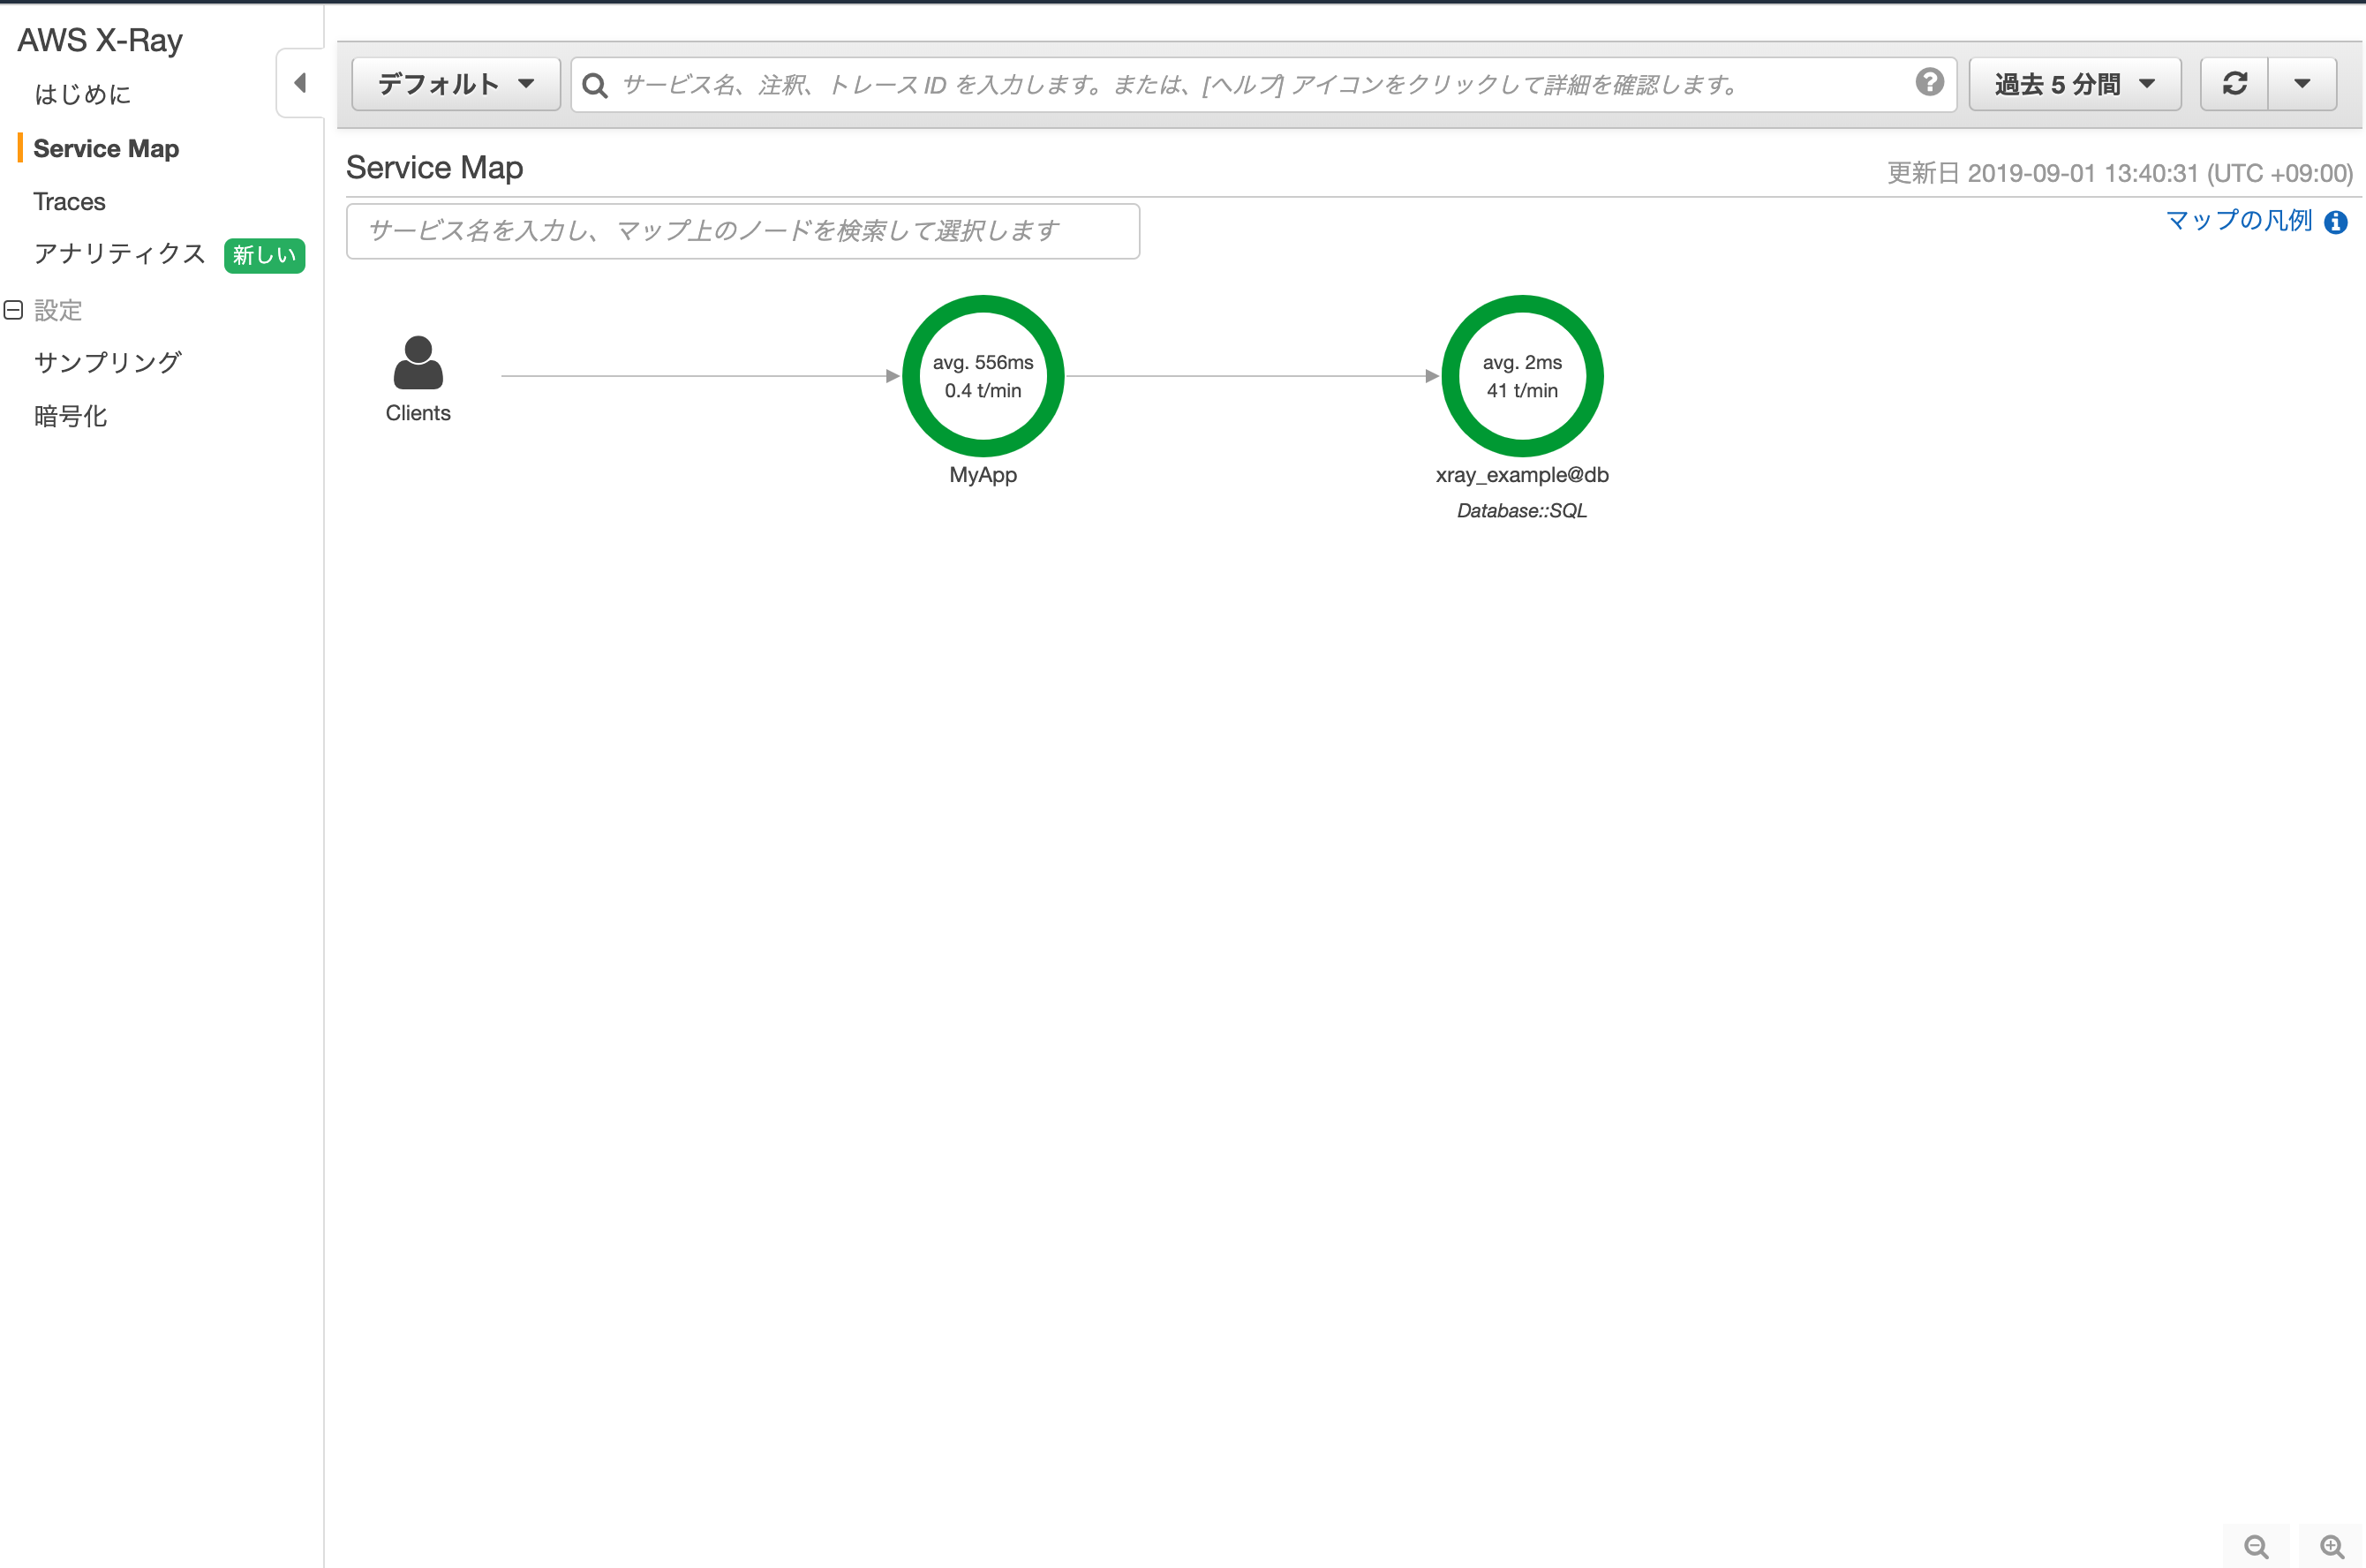 AWS X-Ray
はじめに
Service Map
Traces
アナリティクス 新しい
設定
サンプリング
暗号化
デフォルト
サービス名、注釈、トレース ID を入力します。または、[ヘルプ] アイコンをクリックして詳細を確認します。
過去 5 分間
Service Map
更新日 2019-09-01 13:40:31 (UTC +09:00)
サービス名を入力し、マップ上のノードを検索して選択します
マップの凡例
Clients
avg. 556ms
0.4 t/min
MyApp
avg. 2ms
41 t/min
xray_example@db
Database::SQL